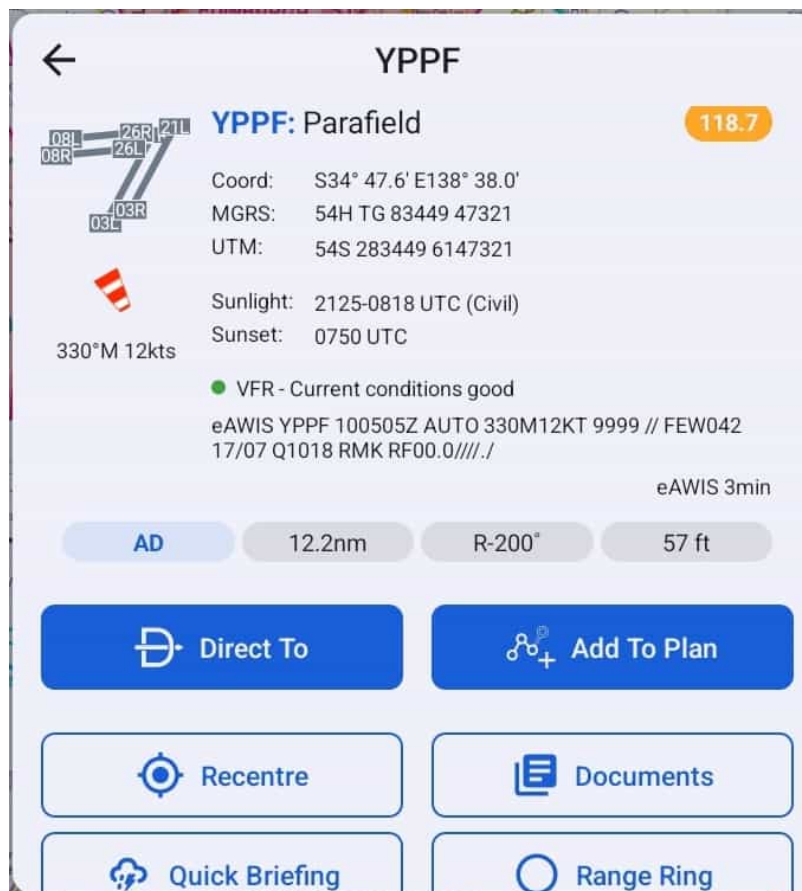 YPPF
YPPF: Parafield
118.7
08L
26R
21L
08R
26L
03R
03L
Coord: S34° 47.6' E138° 38.0'
MGRS: 54H TG 83449 47321
UTM: 54S 283449 6147321
Sunlight: 2125-0818 UTC (Civil)
Sunset: 0750 UTC
330°M 12kts
VFR - Current conditions good
eAWIS YPPF 100505Z AUTO 330M12KT 9999 // FEW042
17/07 Q1018 RMK RF00.0////./
eAWIS 3min
AD
12.2nm
R-200°
57 ft
Direct To
Add To Plan
Recentre
Documents
Quick Briefing
Range Ring